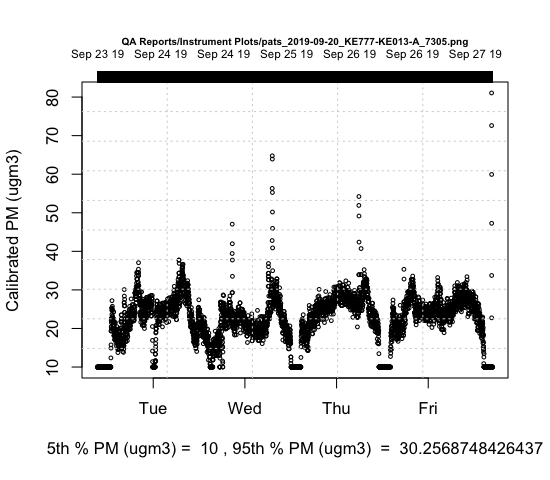 QA Reports/Instrument Plots/pats_2019-09-20_KE777-KE013-A_7305.png
Sep 23 19 Sep 24 19 Sep 24 19 Sep 25 19 Sep 26 19 Sep 26 19 Sep 27 19
80
70
60
50
40
30
20
10
Calibrated PM (ugm3)
Tue Wed Thu Fri
5th % PM (ugm3) = 10 , 95th % PM (ugm3) = 30.2568748426437